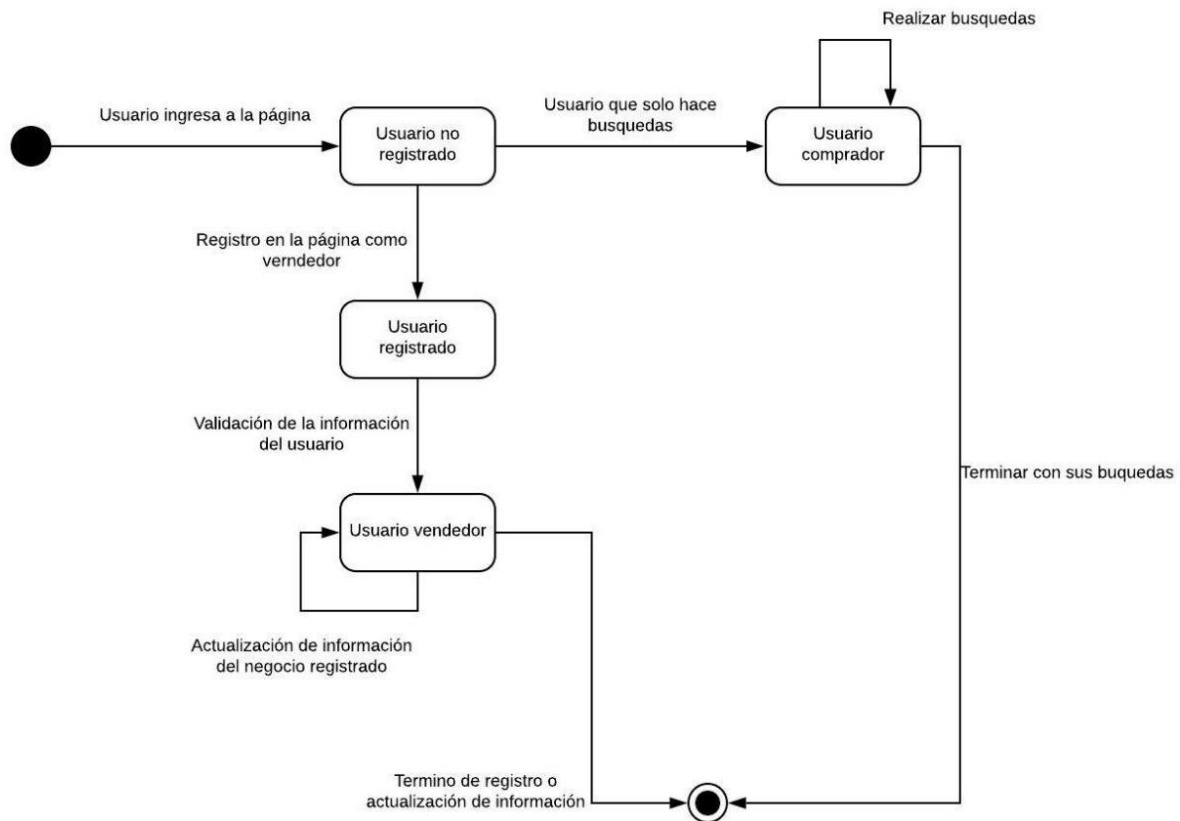 Realizar busquedas
Usuario ingresa a la página
Usuario no
registrado
Usuario que solo hace
busquedas
Usuario
comprador
Registro en la página como
verndedor
Usuario
registrado
Validación de la información
del usuario
Terminar con sus buquedas
Usuario vendedor
Actualización de información
del negocio registrado
Termino de registro o
actualización de información